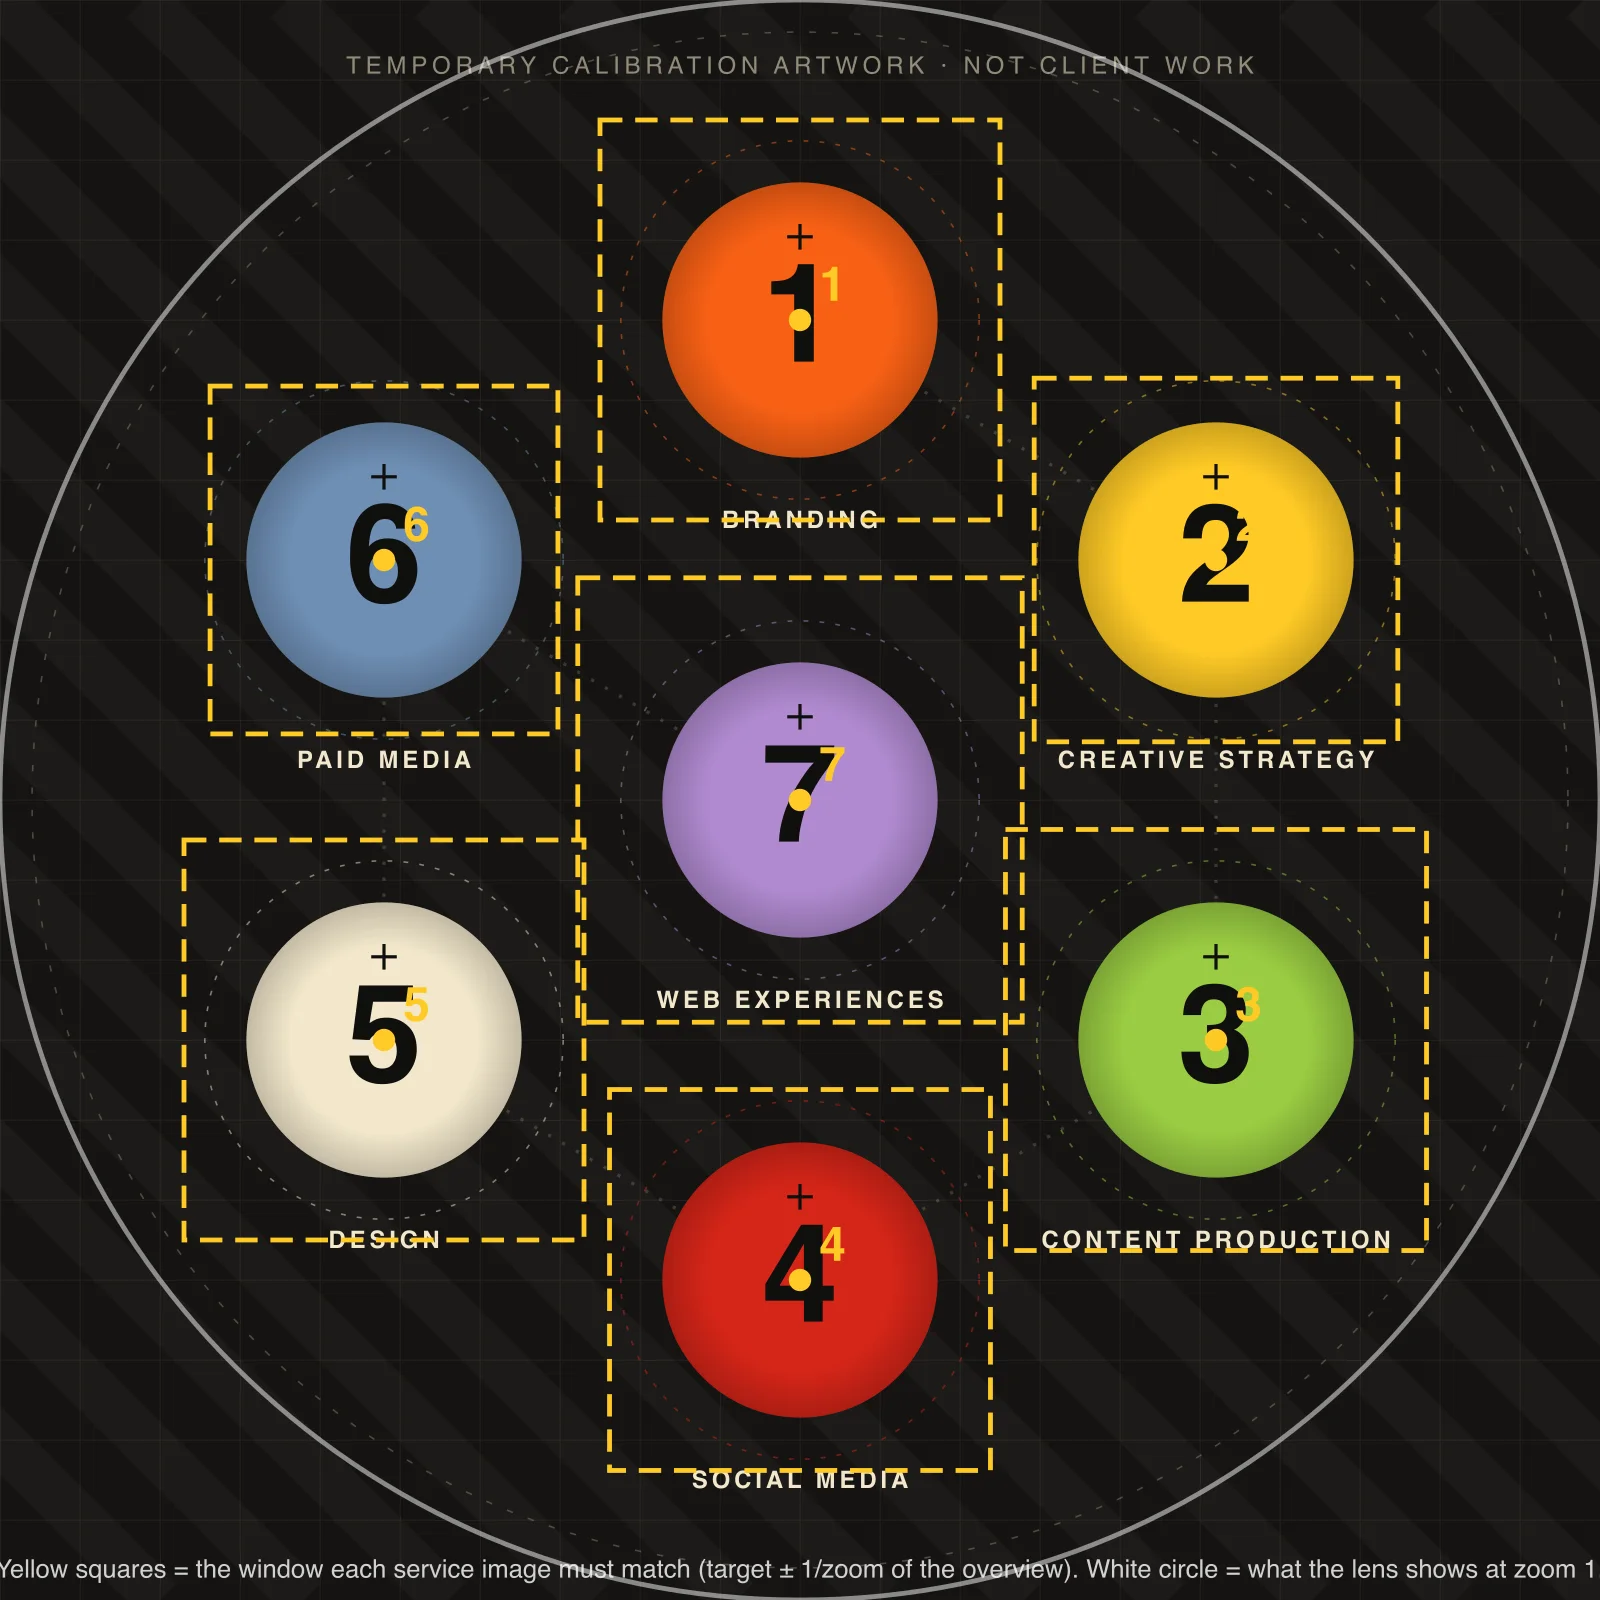 TEMPORARY CALIBRATION ARTWORK · NOT CLIENT WORK
1
1
BRANDING
6
6
PAID MEDIA
2
2
CREATIVE STRATEGY
7
7
WEB EXPERIENCES
5
5
DESIGN
3
3
CONTENT PRODUCTION
4
4
SOCIAL MEDIA
Yellow squares = the window each service image must match (target ± 1/zoom of the overview). White circle = what the lens shows at zoom 1